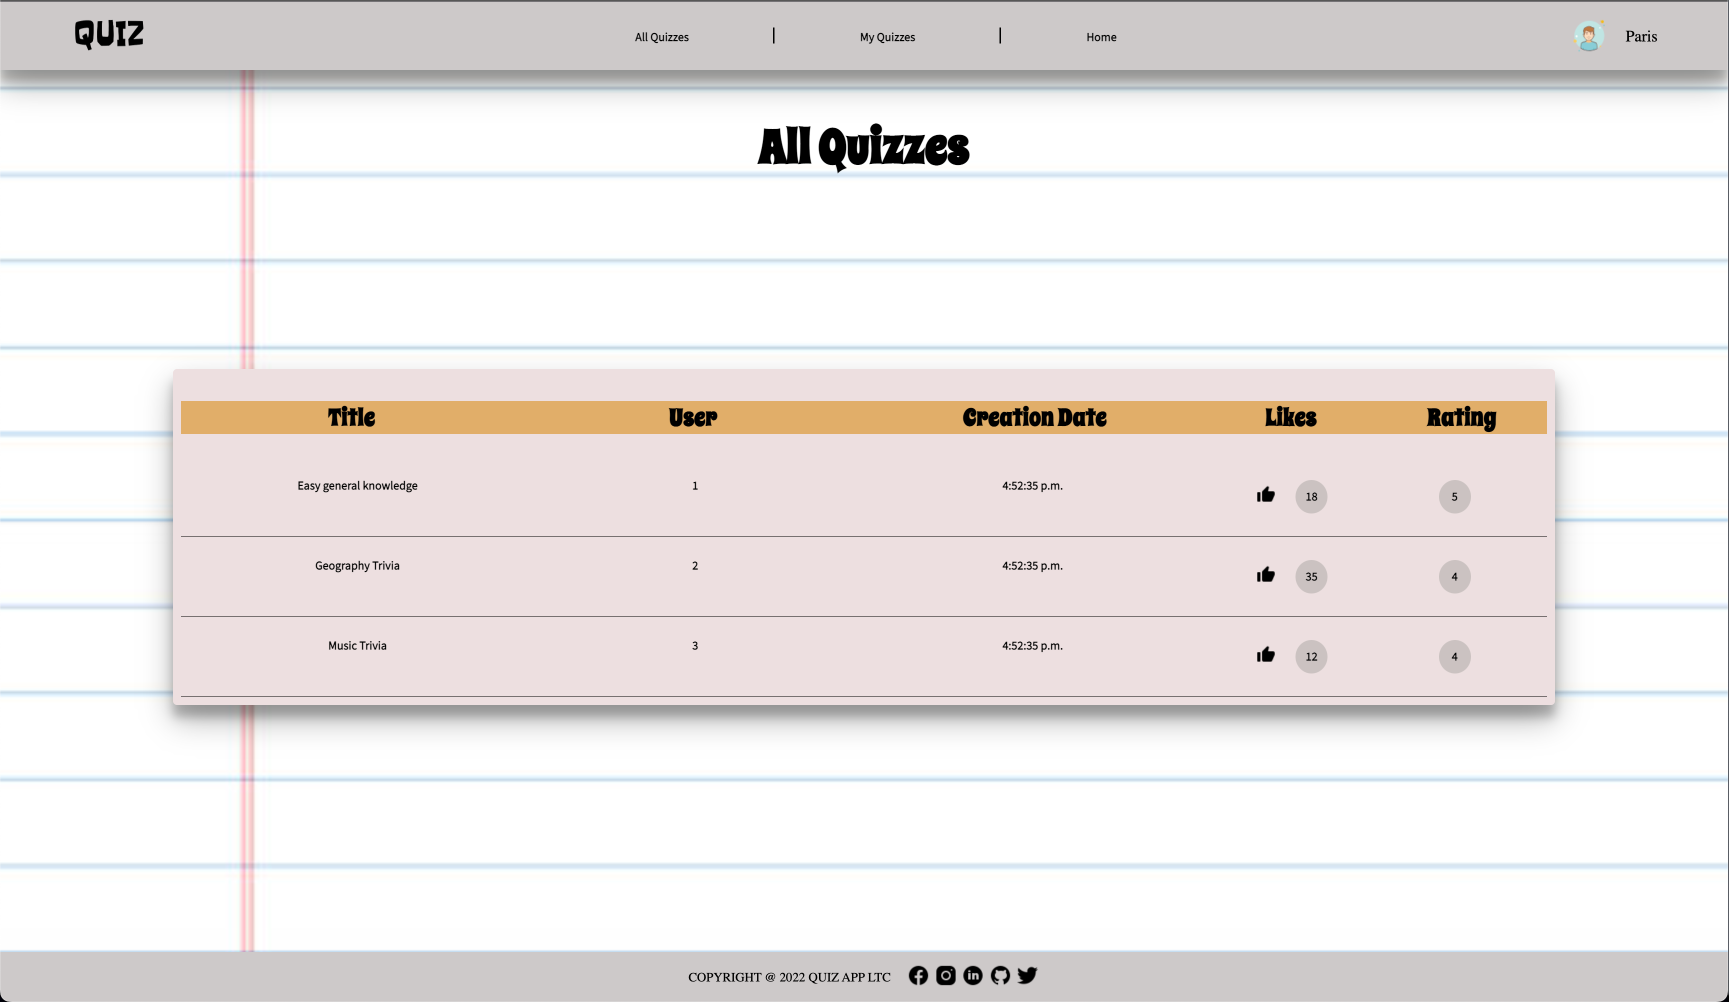 QUIZ
All Quizzes | My Quizzes | Home
Paris
All Quizzes
Title User Creation Date Likes Rating
Easy general knowledge 1 4:52:35 p.m. 18 5
Geography Trivia 2 4:52:35 p.m. 35 4
Music Trivia 3 4:52:35 p.m. 12 4
COPYRIGHT @ 2022 QUIZ APP LTC